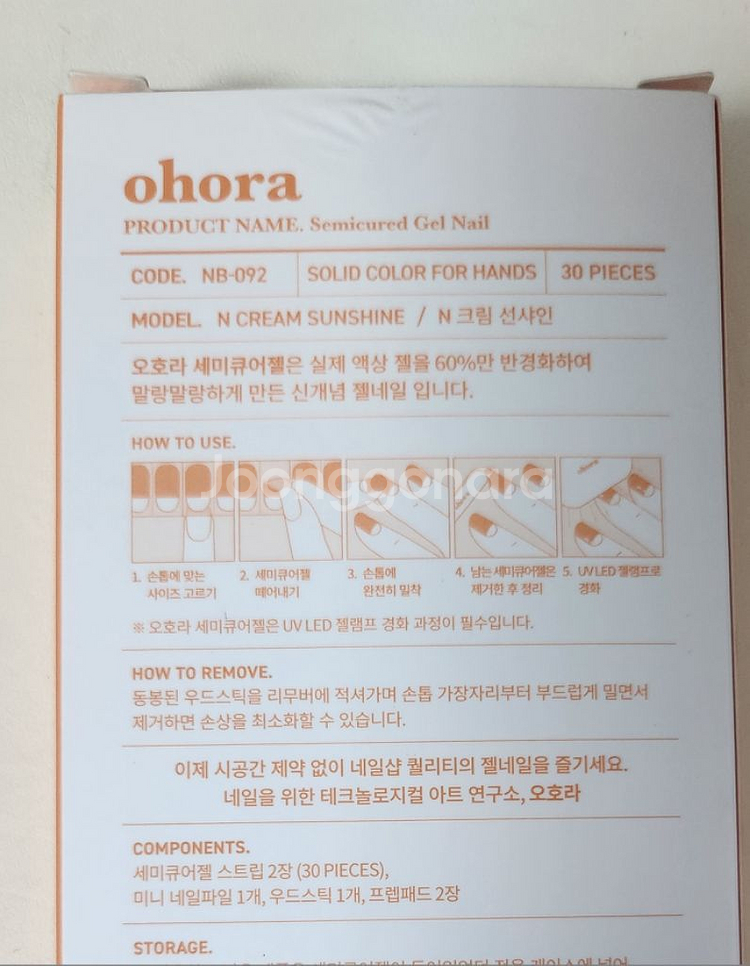 ohora
PRODUCT NAME. Semicured Gel Nail
CODE. NB-092 SOLID COLOR FOR HANDS 30 PIECES
MODEL. N CREAM SUNSHINE / N 크림 선샤인
오호라 세미큐어젤은 실제 액상 젤을 60%만 반경화하여
말랑말랑하게 만든 신개념 젤네일 입니다.
HOW TO USE.
Joonggonara
1. 손톱에 맞는
사이즈 고르기
2. 세미큐어젤
떼어내기
3. 손톱에
완전히 밀착
4. 남는 세미큐어젤은
제거한 후 정리
5. UV LED 젤램프로
경화
※ 오호라 세미큐어젤은 UV LED 젤램프 경화 과정이 필수입니다.
HOW TO REMOVE.
동봉된 우드스틱을 리무버에 적셔가며 손톱 가장자리부터 부드럽게 밀면서
제거하면 손상을 최소화할 수 있습니다.
이제 시공간 제약 없이 네일샵 퀄리티의 젤네일을 즐기세요.
네일을 위한 테크놀로지컬 아트 연구소, 오호라
COMPONENTS.
세미큐어젤 스트립 2장 (30 PIECES),
미니 네일파일 1개, 우드스틱 1개, 프렙패드 2장
STORAGE.